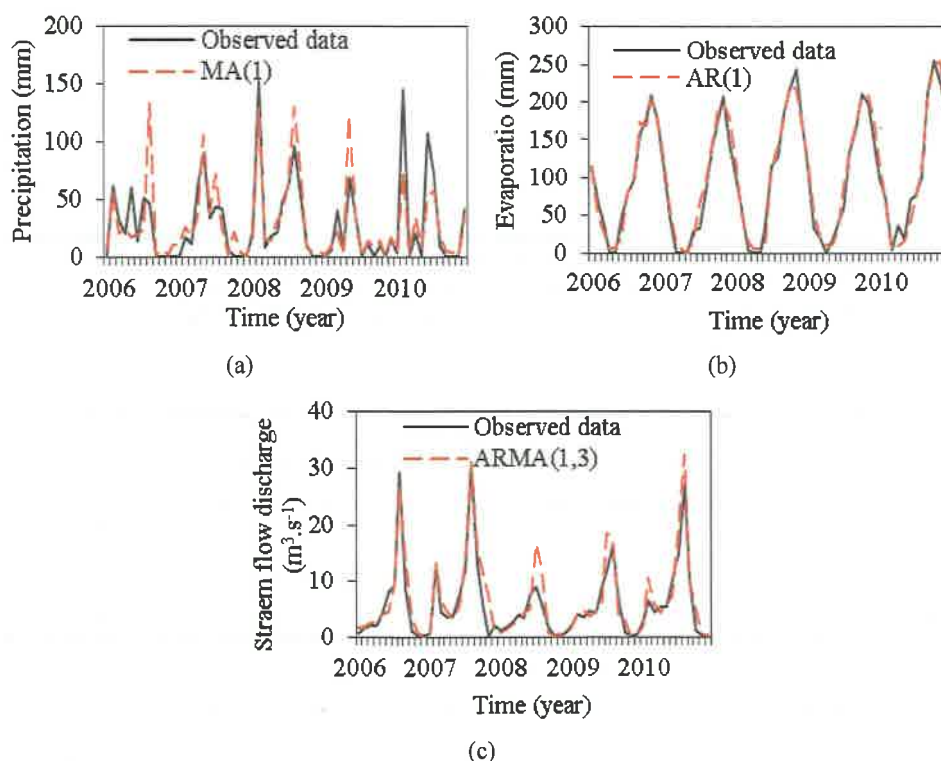 200
150
100
50
0
Precipitation (mm)
Observed data
MA(1)
2006 2007 2008 2009 2010
Time (year)
(a)
300
250
200
150
100
50
0
Evaporatio (mm)
Observed data
AR(1)
2006 2007 2008 2009 2010
Time (year)
(b)
40
30
20
10
0
Straem flow discharge
(m³.s⁻¹)
Observed data
ARMA(1,3)
2006 2007 2008 2009 2010
Time (year)
(c)